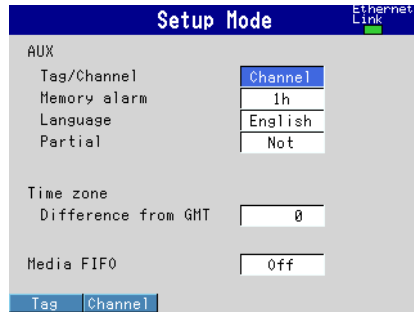 Setup Mode
Ethernet
Link
AUX
Tag/Channel Channel
Memory alarm 1h
Language English
Partial Not
Time zone
Difference from GMT 0
Media FIFO Off
Tag Channel